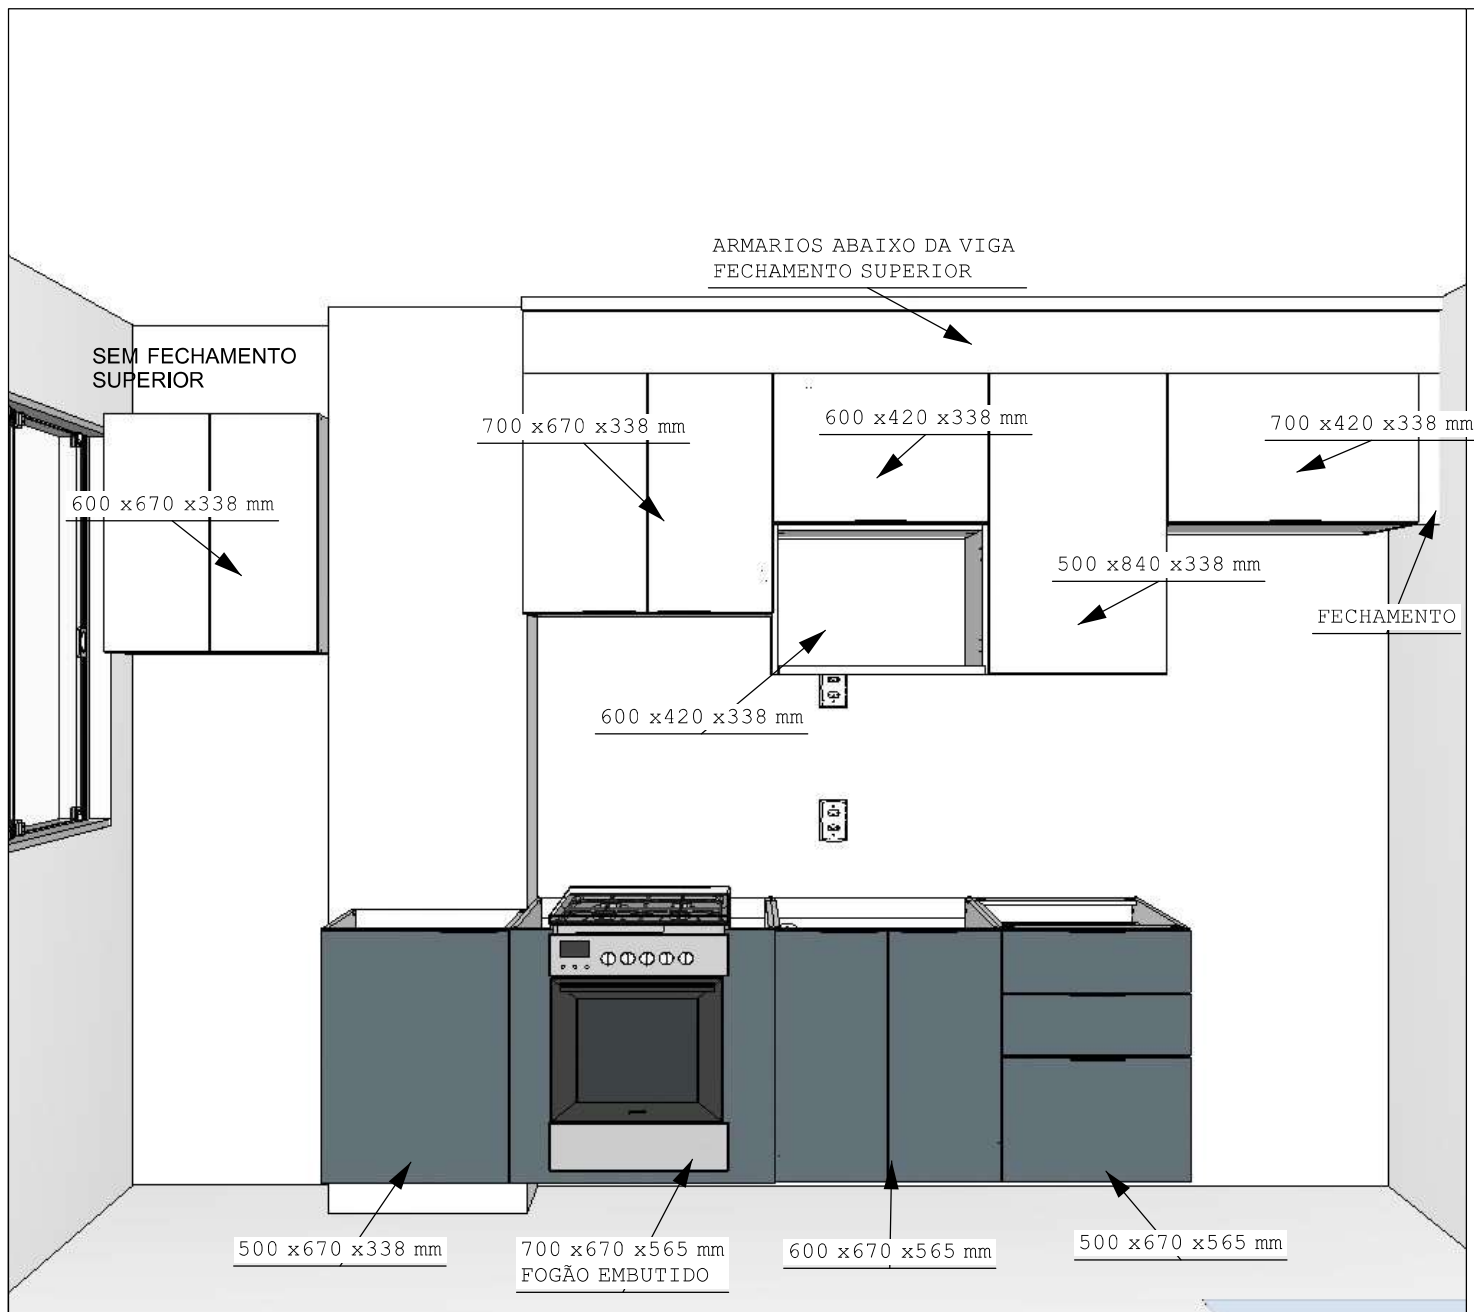 ARMARIOS ABAIXO DA VIGA
FECHAMENTO SUPERIOR
SEM FECHAMENTO
SUPERIOR
700 x670 x338 mm
600 x420 x338 mm
700 x420 x338 mm
600 x670 x338 mm
500 x840 x338 mm
FECHAMENTO
600 x420 x338 mm
500 x670 x338 mm
700 x670 x565 mm
FOGÃO EMBUTIDO
600 x670 x565 mm
500 x670 x565 mm